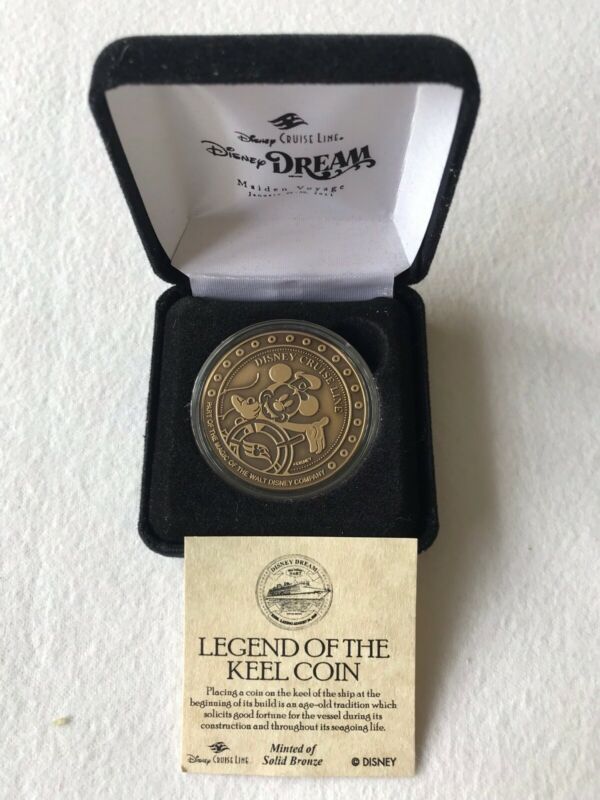 Disney CRUISE LINE®
Disney DREAM
Maiden Voyage
DISNEY CRUISE LINE
PART OF THE MAGIC OF THE WALT DISNEY COMPANY
©DISNEY
DISNEY DREAM
LEGEND OF THE
KEEL COIN
Placing a coin on the keel of the ship at the
beginning of its build is an age-old tradition which
solicits good fortune for the vessel during its
construction and throughout its seagoing life.
Disney CRUISE LINE
Minted of
Solid Bronze
© DISNEY